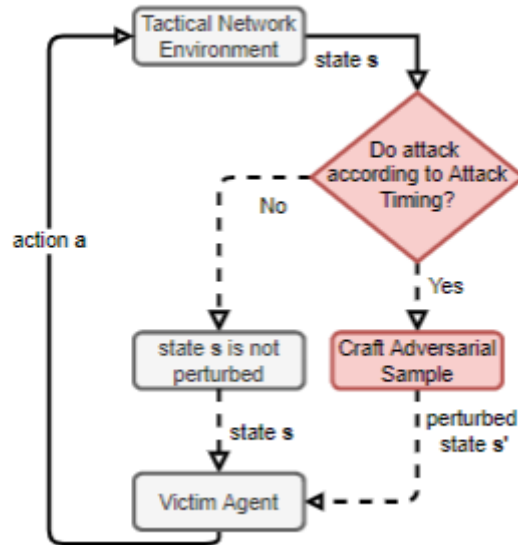 Tactical Network
Environment
state s
Do attack
according to Attack
Timing?
No
action a
Yes
state s is not
perturbed
Craft Adversarial
Sample
state s
perturbed
state s'
Victim Agent